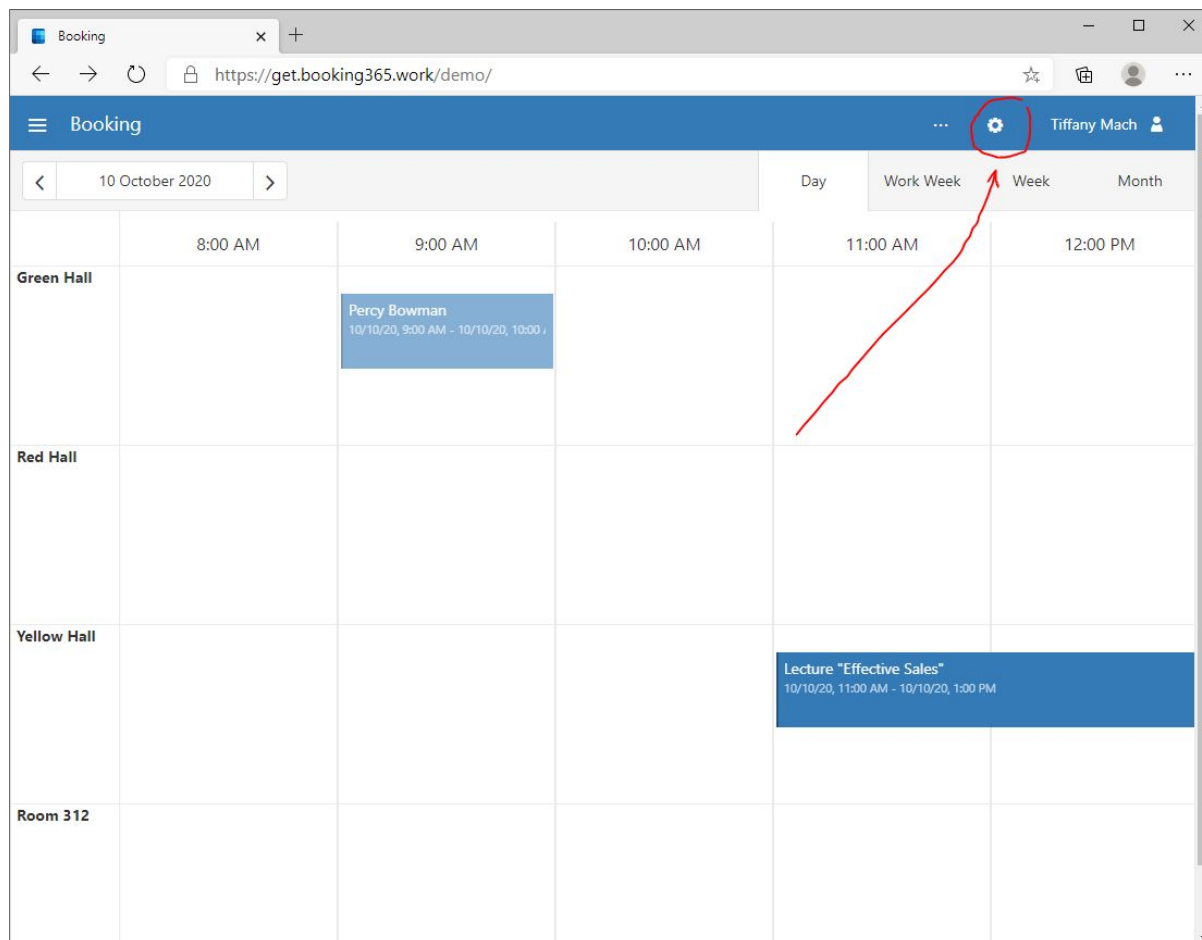 Booking
https://get.booking365.work/demo/
Booking
Tiffany Mach
10 October 2020
Day Work Week Week Month
8:00 AM 9:00 AM 10:00 AM 11:00 AM 12:00 PM
Green Hall
Percy Bowman
10/10/20, 9:00 AM - 10/10/20, 10:00
Red Hall
Yellow Hall
Lecture "Effective Sales"
10/10/20, 11:00 AM - 10/10/20, 1:00 PM
Room 312